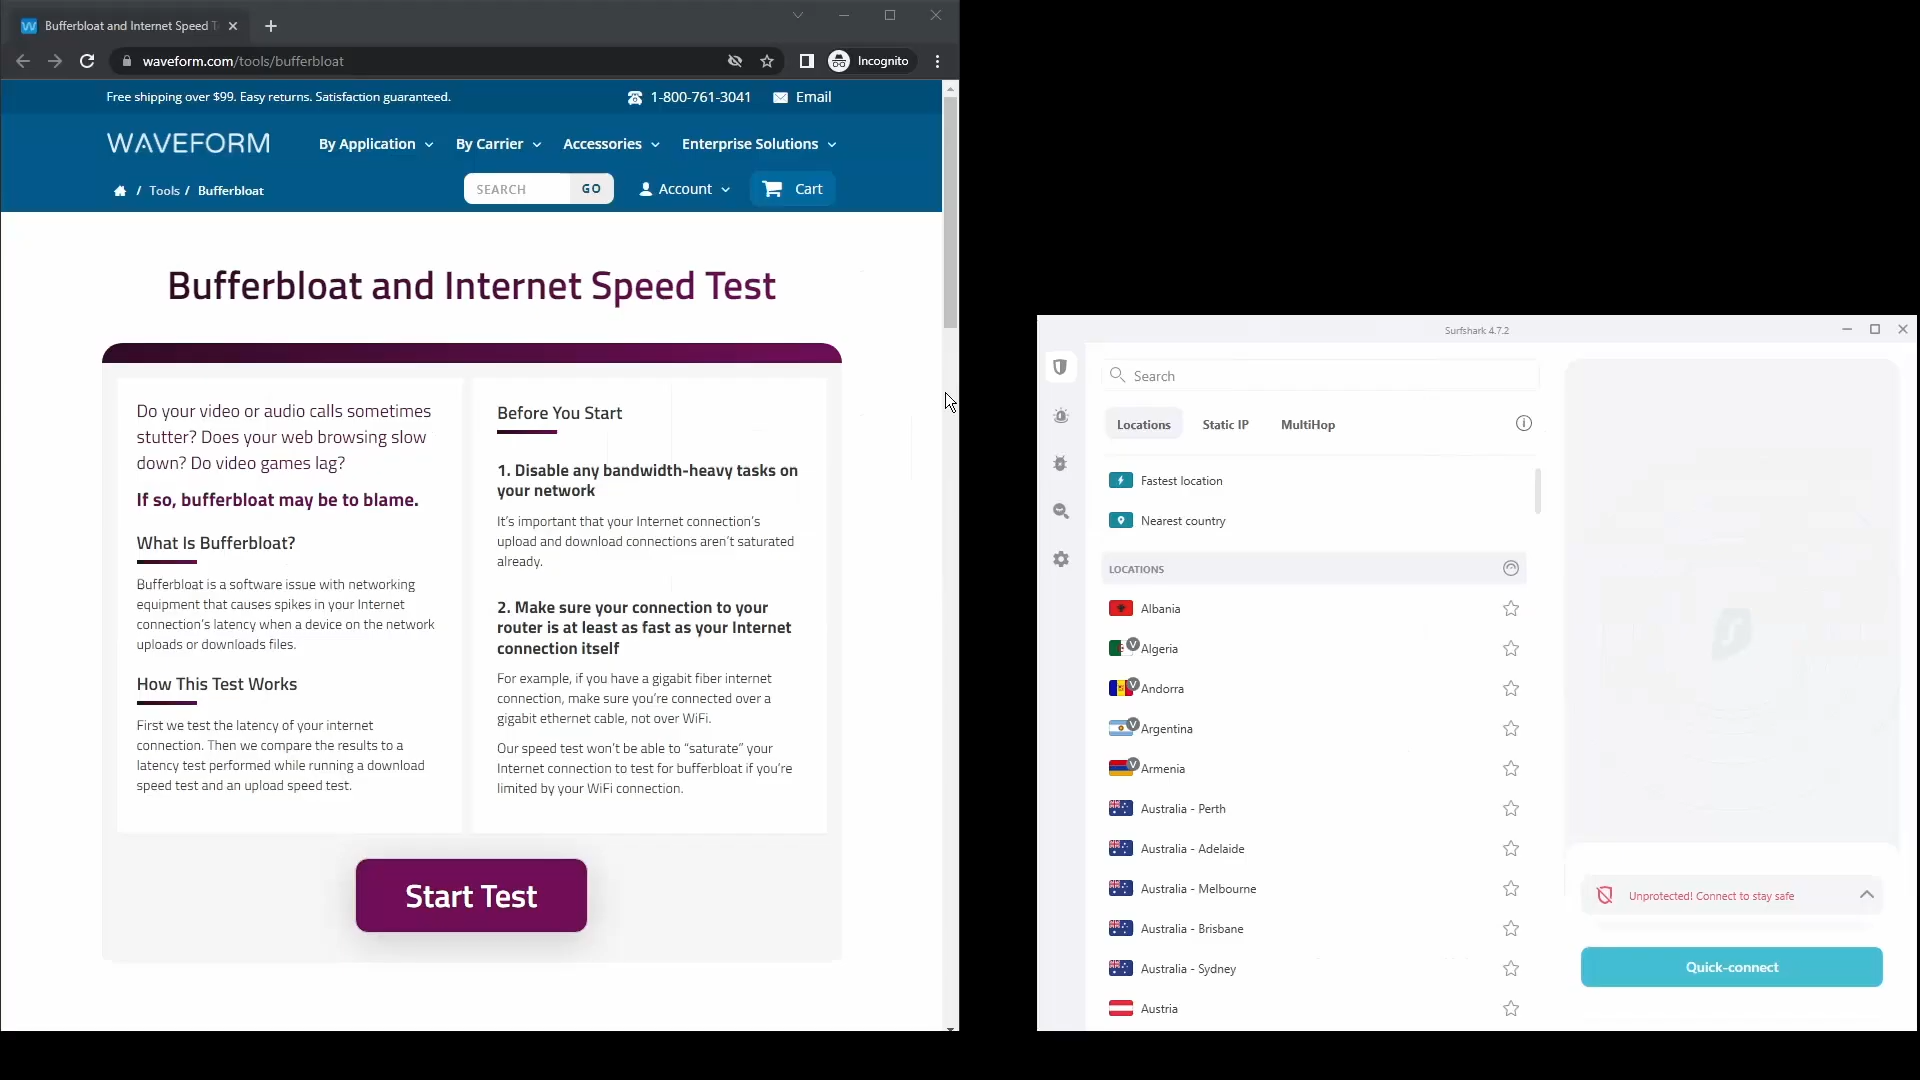 Bufferbloat and Internet Speed T
waveform.com/tools/bufferbloat
Incognito
Free shipping over $99. Easy returns. Satisfaction guaranteed.
1-800-761-3041
Email
WAVEFORM
By Application
By Carrier
Accessories
Enterprise Solutions
/ Tools / Bufferbloat
SEARCH
GO
Account
Cart
Bufferbloat and Internet Speed Test
Do your video or audio calls sometimes
stutter? Does your web browsing slow
down? Do video games lag?
If so, bufferbloat may be to blame.
What Is Bufferbloat?
Bufferbloat is a software issue with networking
equipment that causes spikes in your Internet
connection's latency when a device on the network
uploads or downloads files.
How This Test Works
First we test the latency of your internet
connection. Then we compare the results to a
latency test performed while running a download
speed test and an upload speed test.
Before You Start
1. Disable any bandwidth-heavy tasks on
your network
It's important that your Internet connection's
upload and download connections aren't saturated
already.
2. Make sure your connection to your
router is at least as fast as your Internet
connection itself
For example, if you have a gigabit fiber internet
connection, make sure you're connected over a
gigabit ethernet cable, not over WiFi.
Our speed test won't be able to “saturate” your
Internet connection to test for bufferbloat if you're
limited by your WiFi connection.
Start Test
Surfshark 4.7.2
Search
Locations
Static IP
MultiHop
Fastest location
Nearest country
LOCATIONS
Albania
V Algeria
V Andorra
V Argentina
V Armenia
Australia - Perth
Australia - Adelaide
Australia - Melbourne
Australia - Brisbane
Australia - Sydney
Austria
Unprotected! Connect to stay safe
Quick-connect